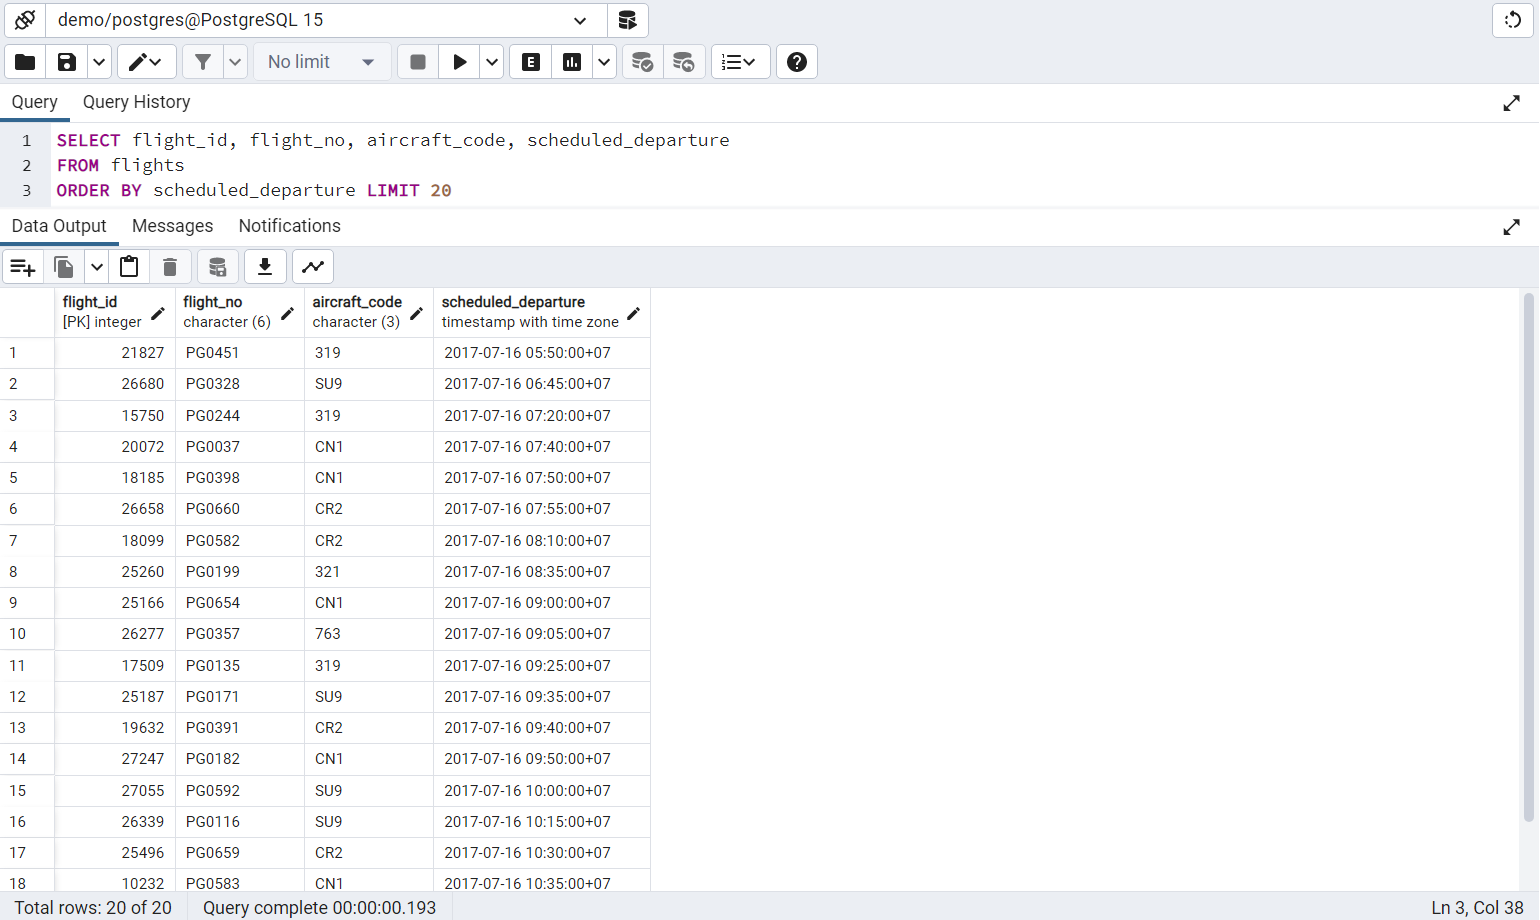 demo/postgres@PostgreSQL 15
No limit
E
Query Query History
1 SELECT flight_id, flight_no, aircraft_code, scheduled_departure
2 FROM flights
3 ORDER BY scheduled_departure LIMIT 20
Data Output Messages Notifications
flight_id flight_no aircraft_code scheduled_departure
[PK] integer character (6) character (3) timestamp with time zone
1 21827 PG0451 319 2017-07-16 05:50:00+07
2 26680 PG0328 SU9 2017-07-16 06:45:00+07
3 15750 PG0244 319 2017-07-16 07:20:00+07
4 20072 PG0037 CN1 2017-07-16 07:40:00+07
5 18185 PG0398 CN1 2017-07-16 07:50:00+07
6 26658 PG0660 CR2 2017-07-16 07:55:00+07
7 18099 PG0582 CR2 2017-07-16 08:10:00+07
8 25260 PG0199 321 2017-07-16 08:35:00+07
9 25166 PG0654 CN1 2017-07-16 09:00:00+07
10 26277 PG0357 763 2017-07-16 09:05:00+07
11 17509 PG0135 319 2017-07-16 09:25:00+07
12 25187 PG0171 SU9 2017-07-16 09:35:00+07
13 19632 PG0391 CR2 2017-07-16 09:40:00+07
14 27247 PG0182 CN1 2017-07-16 09:50:00+07
15 27055 PG0592 SU9 2017-07-16 10:00:00+07
16 26339 PG0116 SU9 2017-07-16 10:15:00+07
17 25496 PG0659 CR2 2017-07-16 10:30:00+07
18 10232 PG0583 CN1 2017-07-16 10:35:00+07
Total rows: 20 of 20 Query complete 00:00:00.193 Ln 3, Col 38